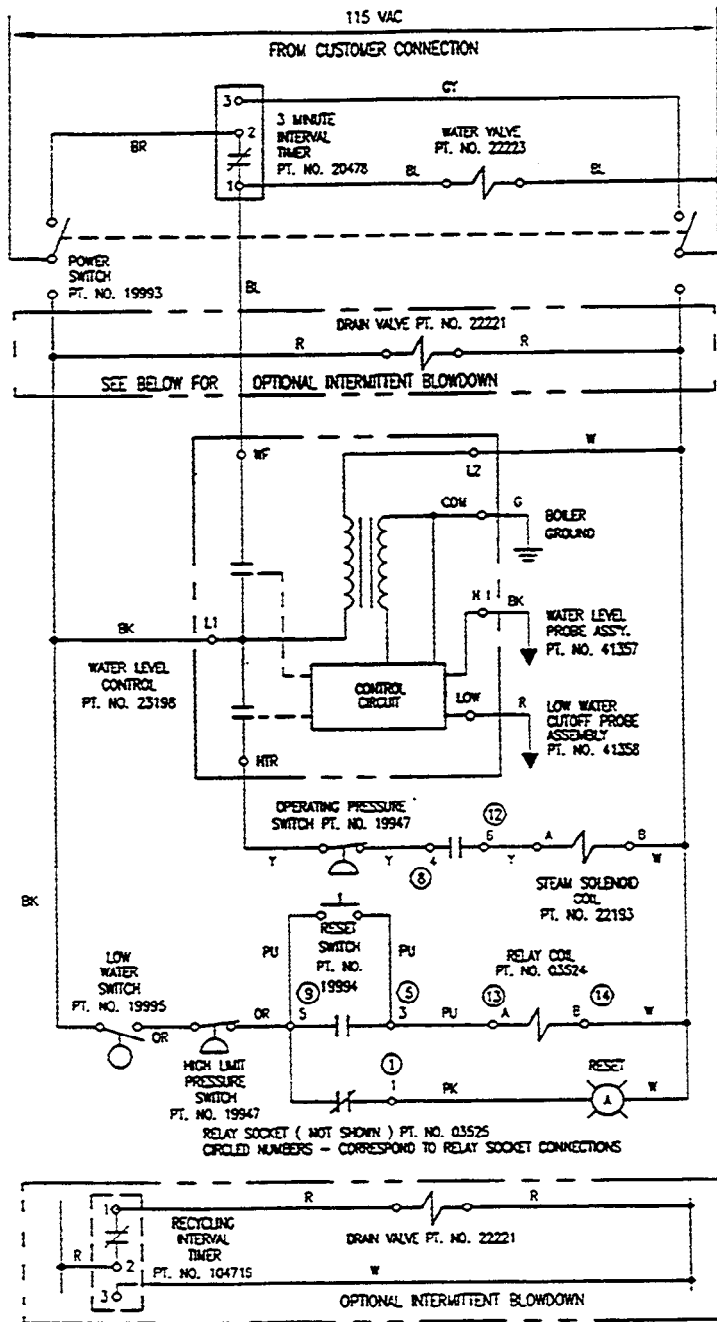 115 VAC
FROM CUSTOMER CONNECTION
GY
3
3 MINUTE
INTERVAL
TIMER
PT. NO. 20478
WATER VALVE
PT. NO. 22223
BR
2
1
BL
BL
POWER
SWITCH
PT. NO. 19993
BL
DRAIN VALVE PT. NO. 22221
R
R
SEE BELOW FOR OPTIONAL INTERMITTENT BLOWDOWN
WF
L2
W
COM
G
BOILER
GROUND
H 1
BK
WATER LEVEL
PROBE ASSY.
PT. NO. 41357
BK
L1
WATER LEVEL
CONTROL
PT. NO. 23198
CONTROL
CIRCUIT
LOW
R
LOW WATER
CUTOFF PROBE
ASSEMBLY
PT. NO. 41358
HTR
OPERATING PRESSURE
SWITCH PT. NO. 19947
12
Y
Y
4
6
Y
A
B
W
8
STEAM SOLENOID
COIL
PT. NO. 22193
BK
RESET
SWITCH
PT. NO.
19994
PU
PU
LOW
WATER
SWITCH
PT. NO. 19995
RELAY COIL
PT. NO. 03524
9
5
13
14
OR
OR
5
3
PU
A
B
W
HIGH LIMIT
PRESSURE
SWITCH
PT. NO. 19947
1
1
PK
RESET
A
W
RELAY SOCKET ( NOT SHOWN ) PT. NO. 03525
CIRCLED NUMBERS - CORRESPOND TO RELAY SOCKET CONNECTIONS
1
R
R
RECYCLING
INTERVAL
TIMER
PT. NO. 104715
DRAIN VALVE PT. NO. 22221
R
2
W
3
OPTIONAL INTERMITTENT BLOWDOWN